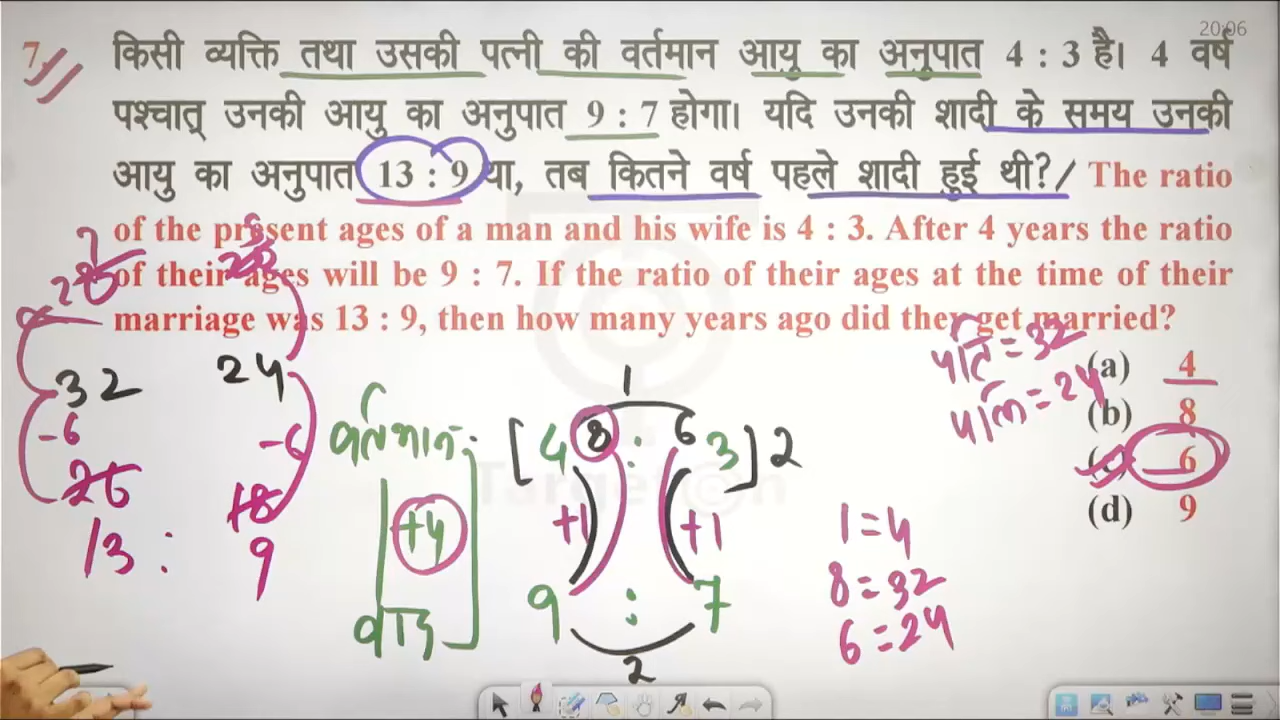 20:06
7. किसी व्यक्ति तथा उसकी पत्नी की वर्तमान आयु का अनुपात 4 : 3 है। 4 वर्ष
पश्चात् उनकी आयु का अनुपात 9 : 7 होगा। यदि उनकी शादी के समय उनकी
आयु का अनुपात 13 : 9 था, तब कितने वर्ष पहले शादी हुई थी?/ The ratio
of the present ages of a man and his wife is 4 : 3. After 4 years the ratio
of their ages will be 9 : 7. If the ratio of their ages at the time of their
marriage was 13 : 9, then how many years ago did they get married?
(a) 4
(b) 8
6
(d) 9
पति = 32
पत्नि = 24
32 24
-6 -6
26 18
13 : 9
1
वर्तमान: [4 8 : 6 3] 2
+4 +1 +1
बाद 9 : 7
2
1 = 4
8 = 32
6 = 24